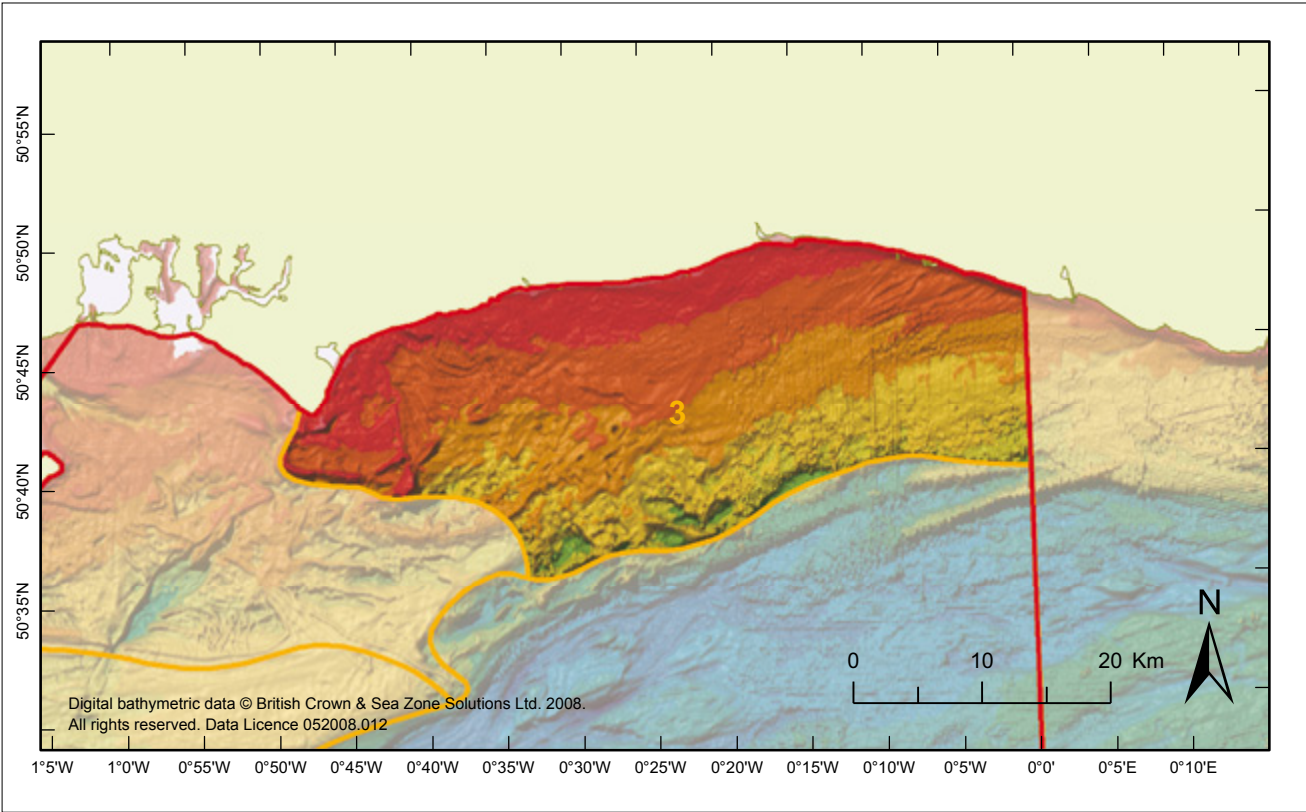 50°55'N
50°50'N
50°45'N
50°40'N
50°35'N
3
N
0 10 20 Km
Digital bathymetric data © British Crown & Sea Zone Solutions Ltd. 2008.
All rights reserved. Data Licence 052008.012
1°5'W 1°0'W 0°55'W 0°50'W 0°45'W 0°40'W 0°35'W 0°30'W 0°25'W 0°20'W 0°15'W 0°10'W 0°5'W 0°0' 0°5'E 0°10'E